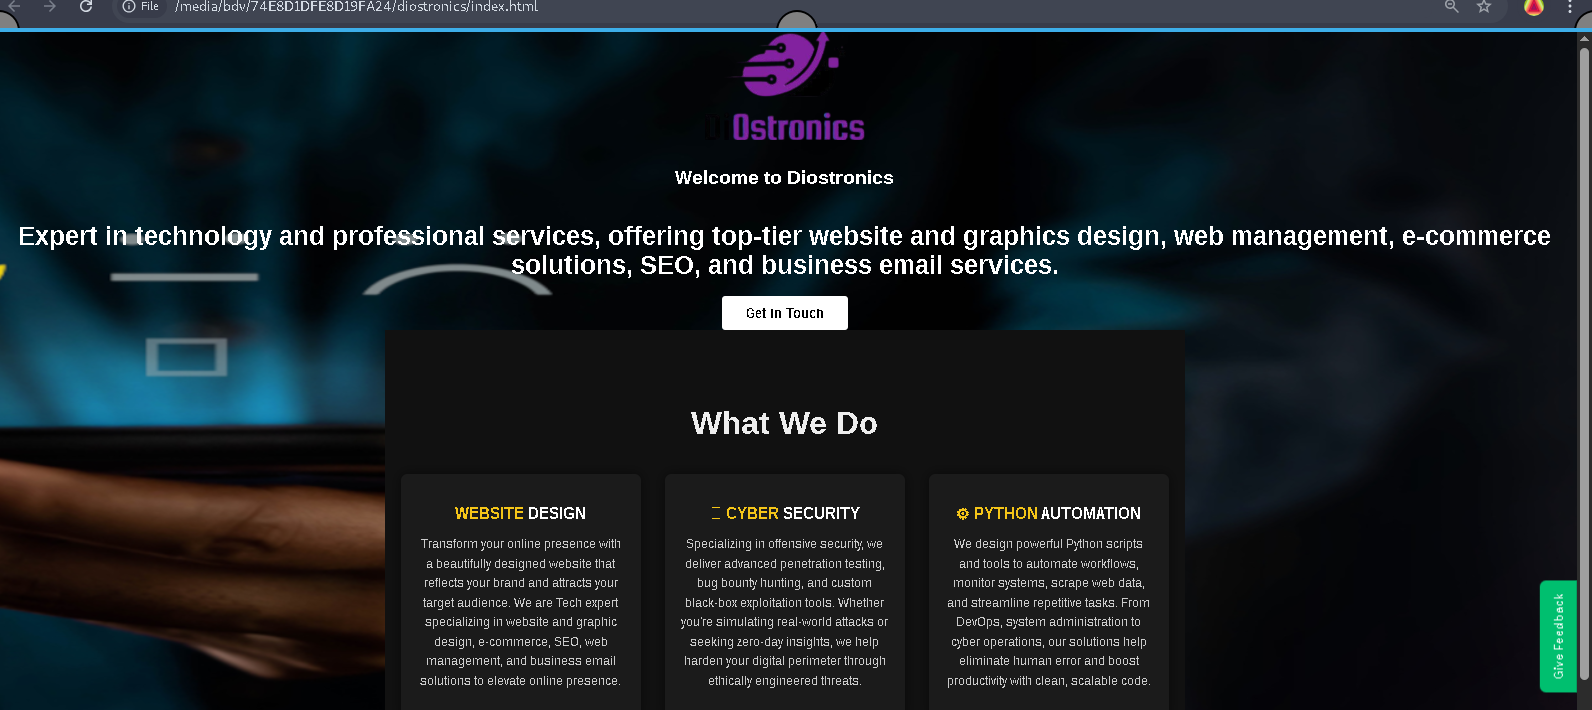 File /media/bdv/74E8D1DFE8D19FA24/diostronics/index.html
DiOstronics
Welcome to Diostronics
Expert in technology and professional services, offering top-tier website and graphics design, web management, e-commerce
solutions, SEO, and business email services.
Get in Touch
What We Do
WEBSITE DESIGN
Transform your online presence with
a beautifully designed website that
reflects your brand and attracts your
target audience. We are Tech expert
specializing in website and graphic
design, e-commerce, SEO, web
management, and business email
solutions to elevate online presence.
CYBER SECURITY
Specializing in offensive security, we
deliver advanced penetration testing,
bug bounty hunting, and custom
black-box exploitation tools. Whether
you're simulating real-world attacks or
seeking zero-day insights, we help
harden your digital perimeter through
ethically engineered threats.
⚙ PYTHON AUTOMATION
We design powerful Python scripts
and tools to automate workflows,
monitor systems, scrape web data,
and streamline repetitive tasks. From
DevOps, system administration to
cyber operations, our solutions help
eliminate human error and boost
productivity with clean, scalable code.
Give Feedback